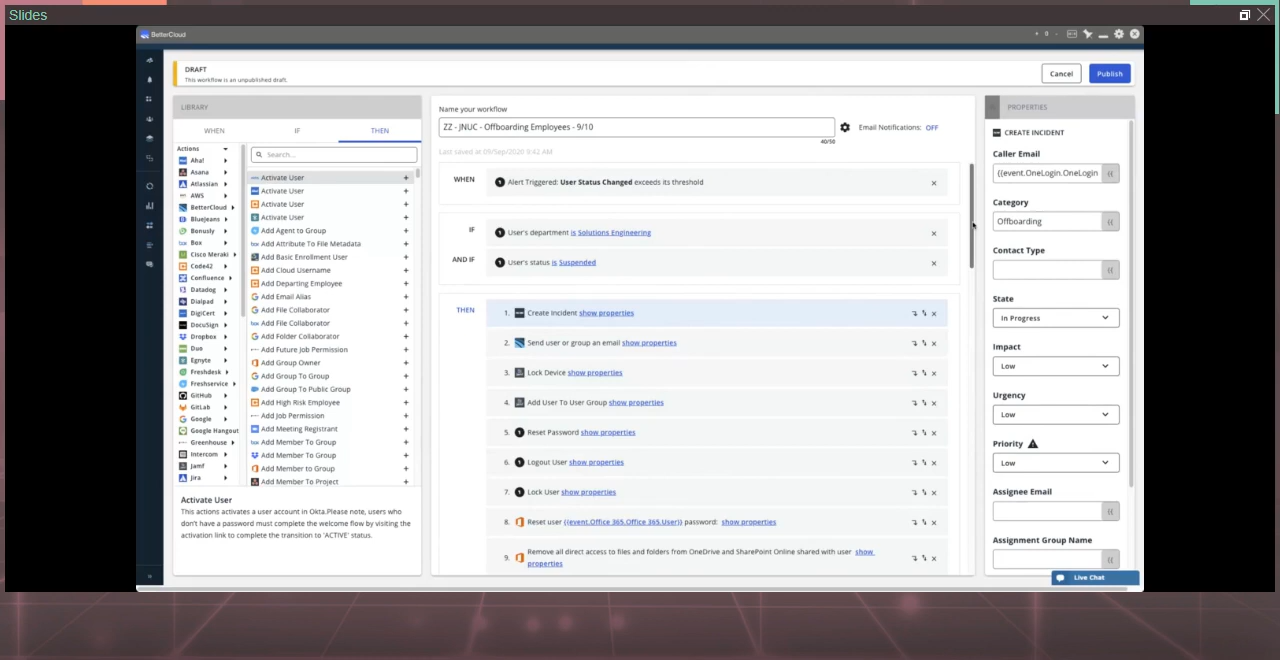 Slides
BetterCloud
DRAFT
This workflow is an unpublished draft.
Cancel
Publish
LIBRARY
WHEN
IF
THEN
Actions
Aha!
Asana
Atlassian
AWS
BetterCloud
BlueJeans
Bonusly
Box
Cisco Meraki
Code42
Confluence
Datadog
Dialpad
DigiCert
DocuSign
Dropbox
Duo
Egnyte
Freshdesk
Freshservice
GitHub
GitLab
Google
Google Hangout
Greenhouse
Intercom
Jamf
Jira
Search...
Activate User +
Activate User +
Activate User +
Activate User +
Add Agent to Group +
Add Attribute To File Metadata +
Add Basic Enrollment User +
Add Cloud Username +
Add Departing Employee +
Add Email Alias +
Add File Collaborator +
Add File Collaborator +
Add Folder Collaborator +
Add Future Job Permission +
Add Group Owner +
Add Group To Group +
Add Group To Public Group +
Add High Risk Employee +
Add Job Permission +
Add Meeting Registrant +
Add Member To Group +
Add Member To Group +
Add Member to Group +
Add Member To Project +
Activate User
This actions activates a user account in Okta.Please note, users who
don't have a password must complete the welcome flow by visiting the
activation link to complete the transition to 'ACTIVE' status.
Name your workflow
ZZ - JNUC - Offboarding Employees - 9/10
Email Notifications: OFF
40/50
Last saved at 09/Sep/2020 9:42 AM
WHEN
Alert Triggered: User Status Changed exceeds its threshold
IF
User's department is Solutions Engineering
AND IF
User's status is Suspended
THEN
1. Create Incident show properties
2. Send user or group an email show properties
3. Lock Device show properties
4. Add User To User Group show properties
5. Reset Password show properties
6. Logout User show properties
7. Lock User show properties
8. Reset user {{event.Office 365.Office 365.User}} password: show properties
9. Remove all direct access to files and folders from OneDrive and SharePoint Online shared with user show
properties
PROPERTIES
CREATE INCIDENT
Caller Email
{{event.OneLogin.OneLogin
Category
Offboarding
Contact Type
State
In Progress
Impact
Low
Urgency
Low
Priority
Low
Assignee Email
Assignment Group Name
Live Chat